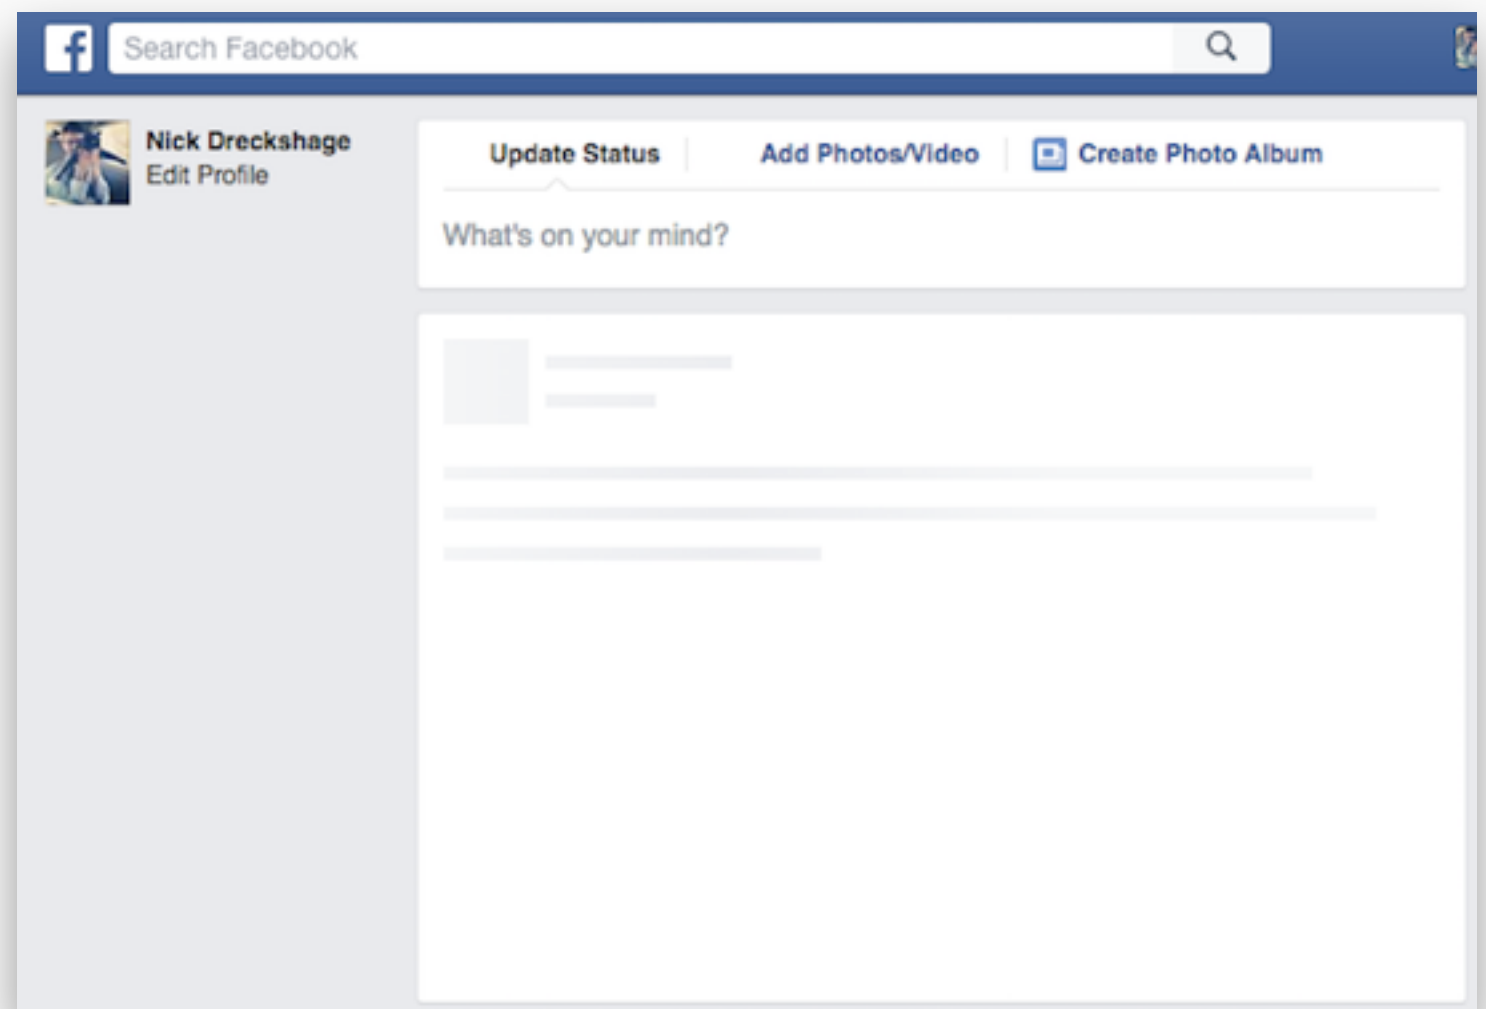 f
Search Facebook
Nick Dreckshage
Edit Profile
Update Status
Add Photos/Video
Create Photo Album
What's on your mind?